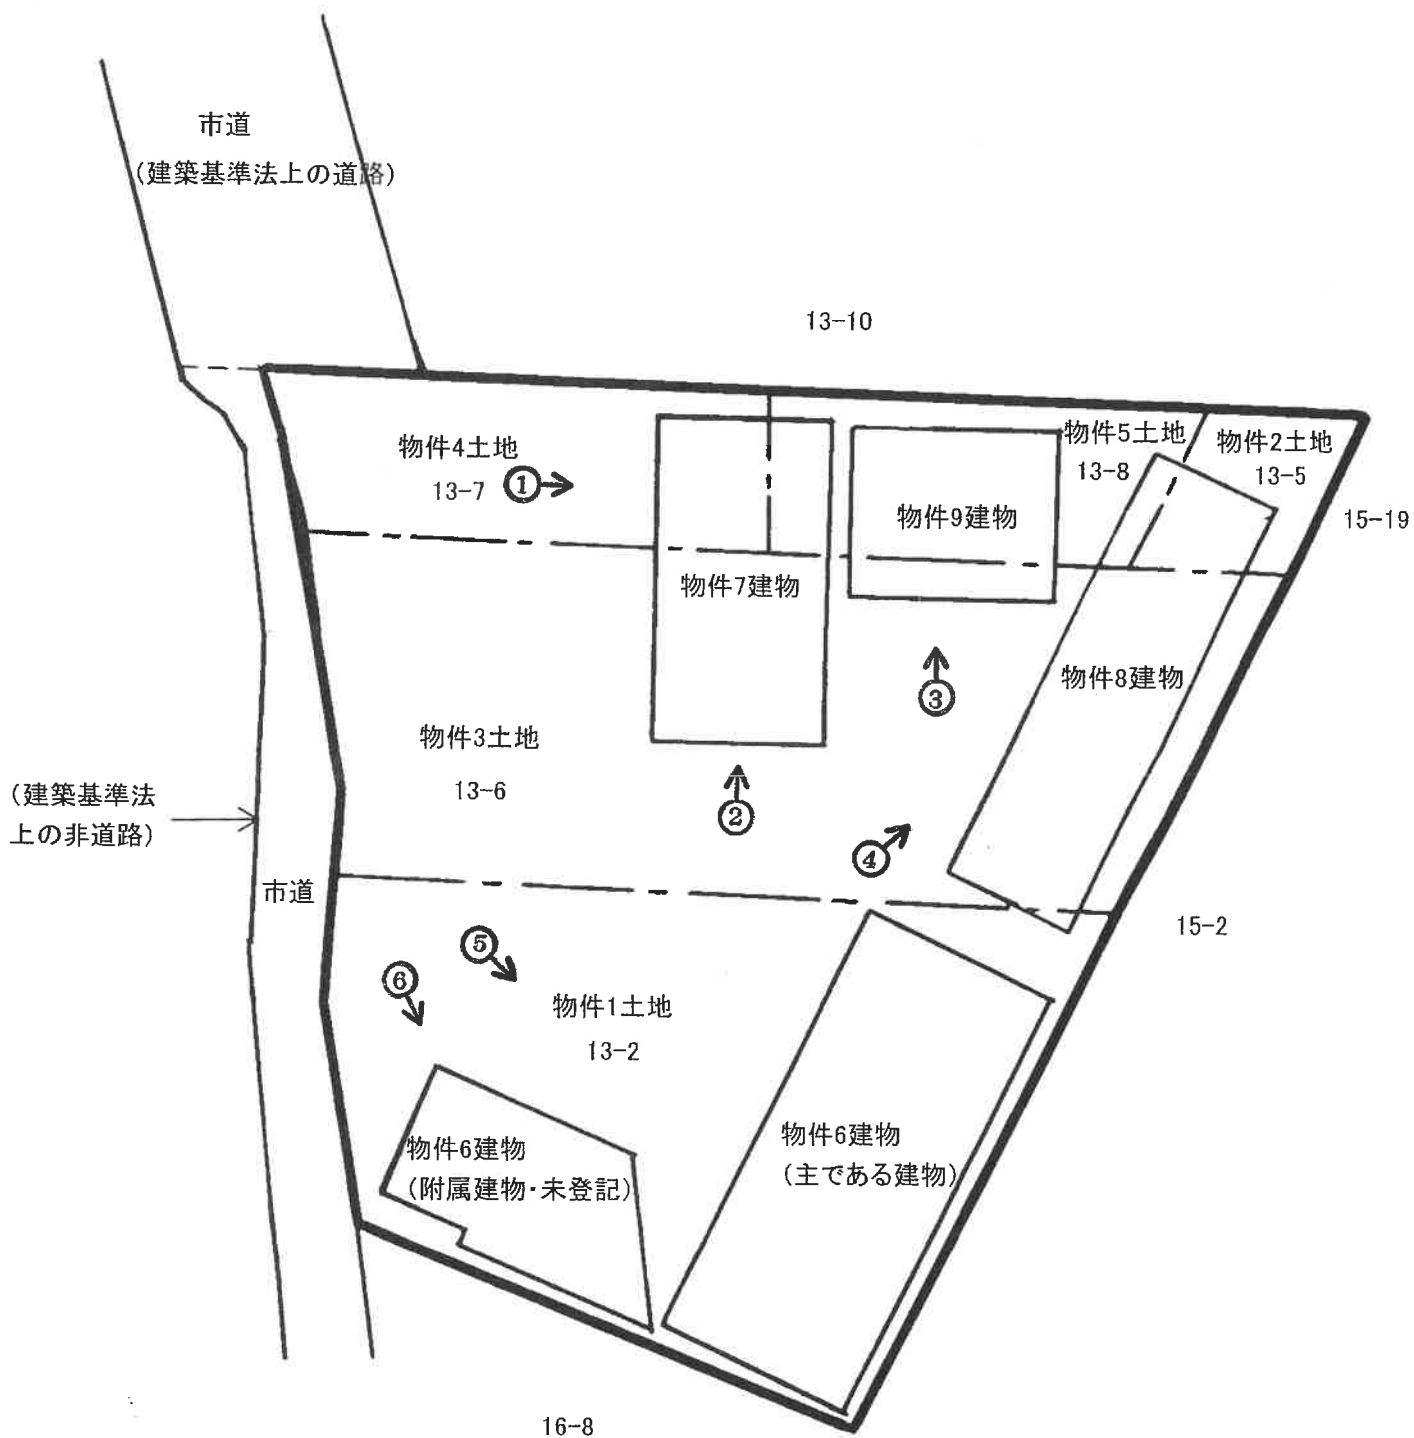 市道
(建築基準法上の道路)
13-10
物件4土地
13-7
①
物件5土地
13-8
物件2土地
13-5
15-19
物件9建物
物件7建物
物件8建物
③
物件3土地
13-6
②
(建築基準法
上の非道路)
④
市道
15-2
⑤
⑥
物件1土地
13-2
物件6建物
(附属建物・未登記)
物件6建物
(主である建物)
16-8